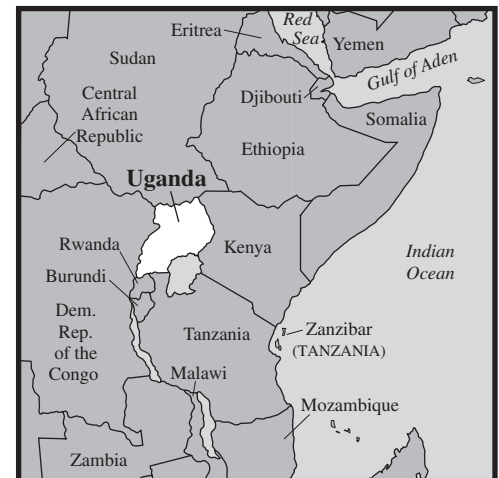 Red
Sea
Eritrea
Yemen
Sudan
Gulf of Aden
Central
African
Republic
Djibouti
Somalia
Ethiopia
Uganda
Rwanda
Kenya
Indian
Ocean
Burundi
Dem.
Rep.
of the
Congo
Tanzania
Zanzibar
(TANZANIA)
Malawi
Mozambique
Zambia